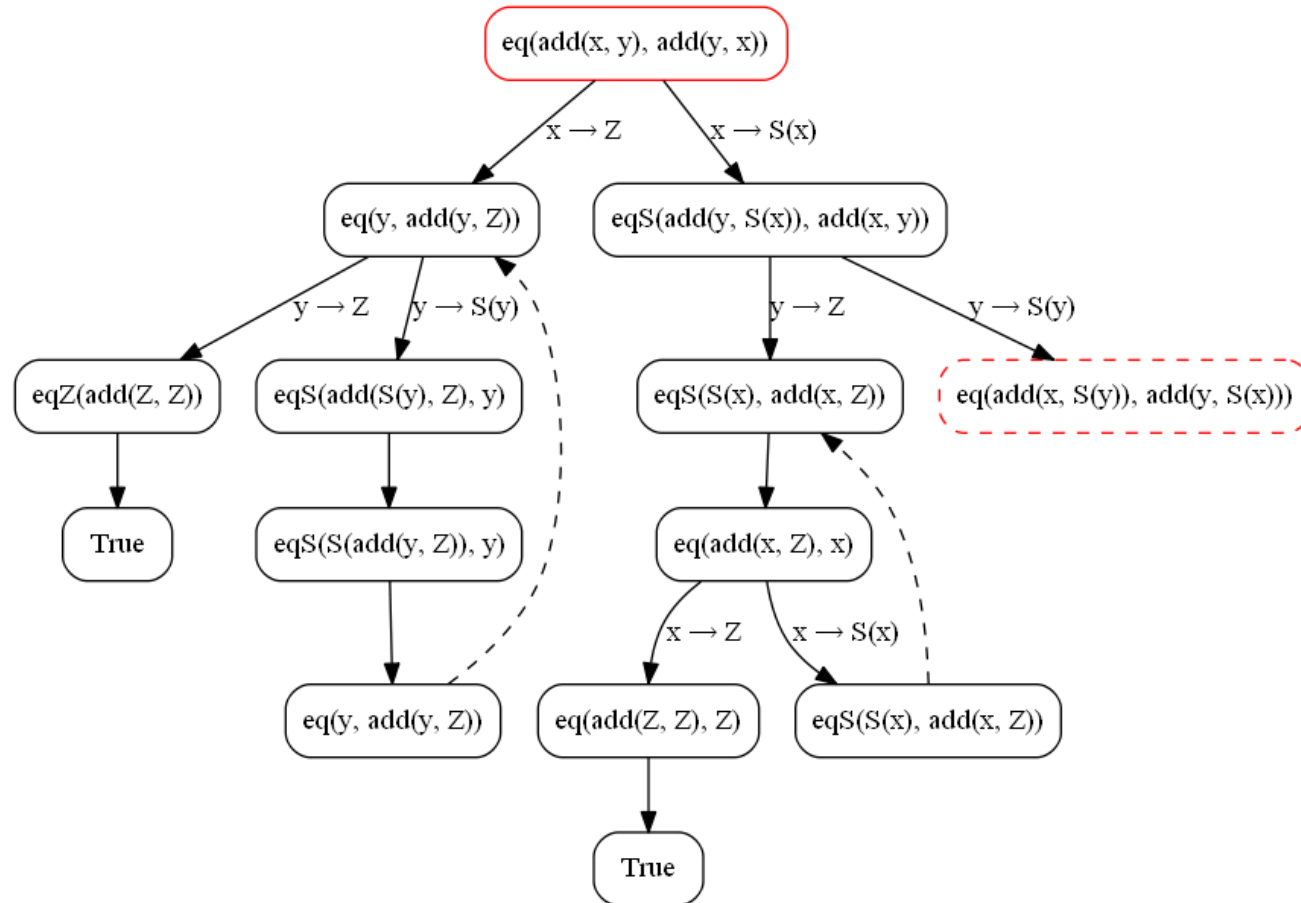 eq(add(x, y), add(y, x))
x → Z
x → S(x)
eq(y, add(y, Z))
eqS(add(y, S(x)), add(x, y))
y → Z
y → S(y)
y → Z
y → S(y)
eqZ(add(Z, Z))
eqS(add(S(y), Z), y)
eqS(S(x), add(x, Z))
eq(add(x, S(y)), add(y, S(x)))
True
eqS(S(add(y, Z)), y)
eq(add(x, Z), x)
x → Z
x → S(x)
eq(y, add(y, Z))
eq(add(Z, Z), Z)
eqS(S(x), add(x, Z))
True